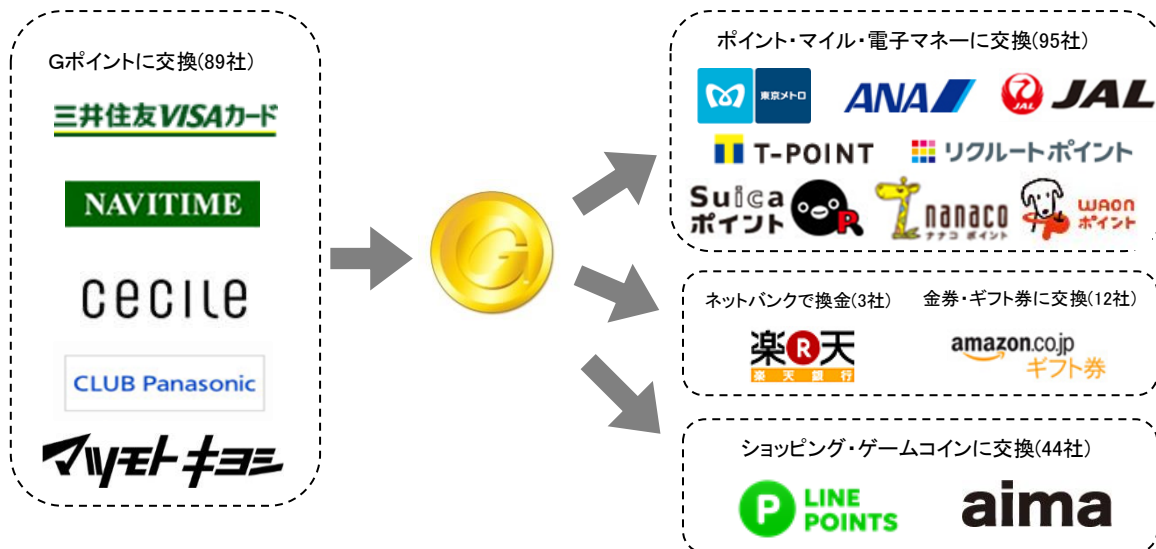 Gポイントに交換(89社)
三井住友VISAカード
NAVITIME
cecile
CLUB Panasonic
マツモトキヨシ
G
ポイント・マイル・電子マネーに交換(95社)
東京メトロ
ANA
JAL
JAL
T-POINT
リクルートポイント
Suica
ポイント
R
nanaco
ナナコ ポイント
WAON
ポイント
ネットバンクで換金(3社)
楽R天
楽天銀行
金券・ギフト券に交換(12社)
amazon.co.jp
ギフト券
ショッピング・ゲームコインに交換(44社)
P LINE
POINTS
aima